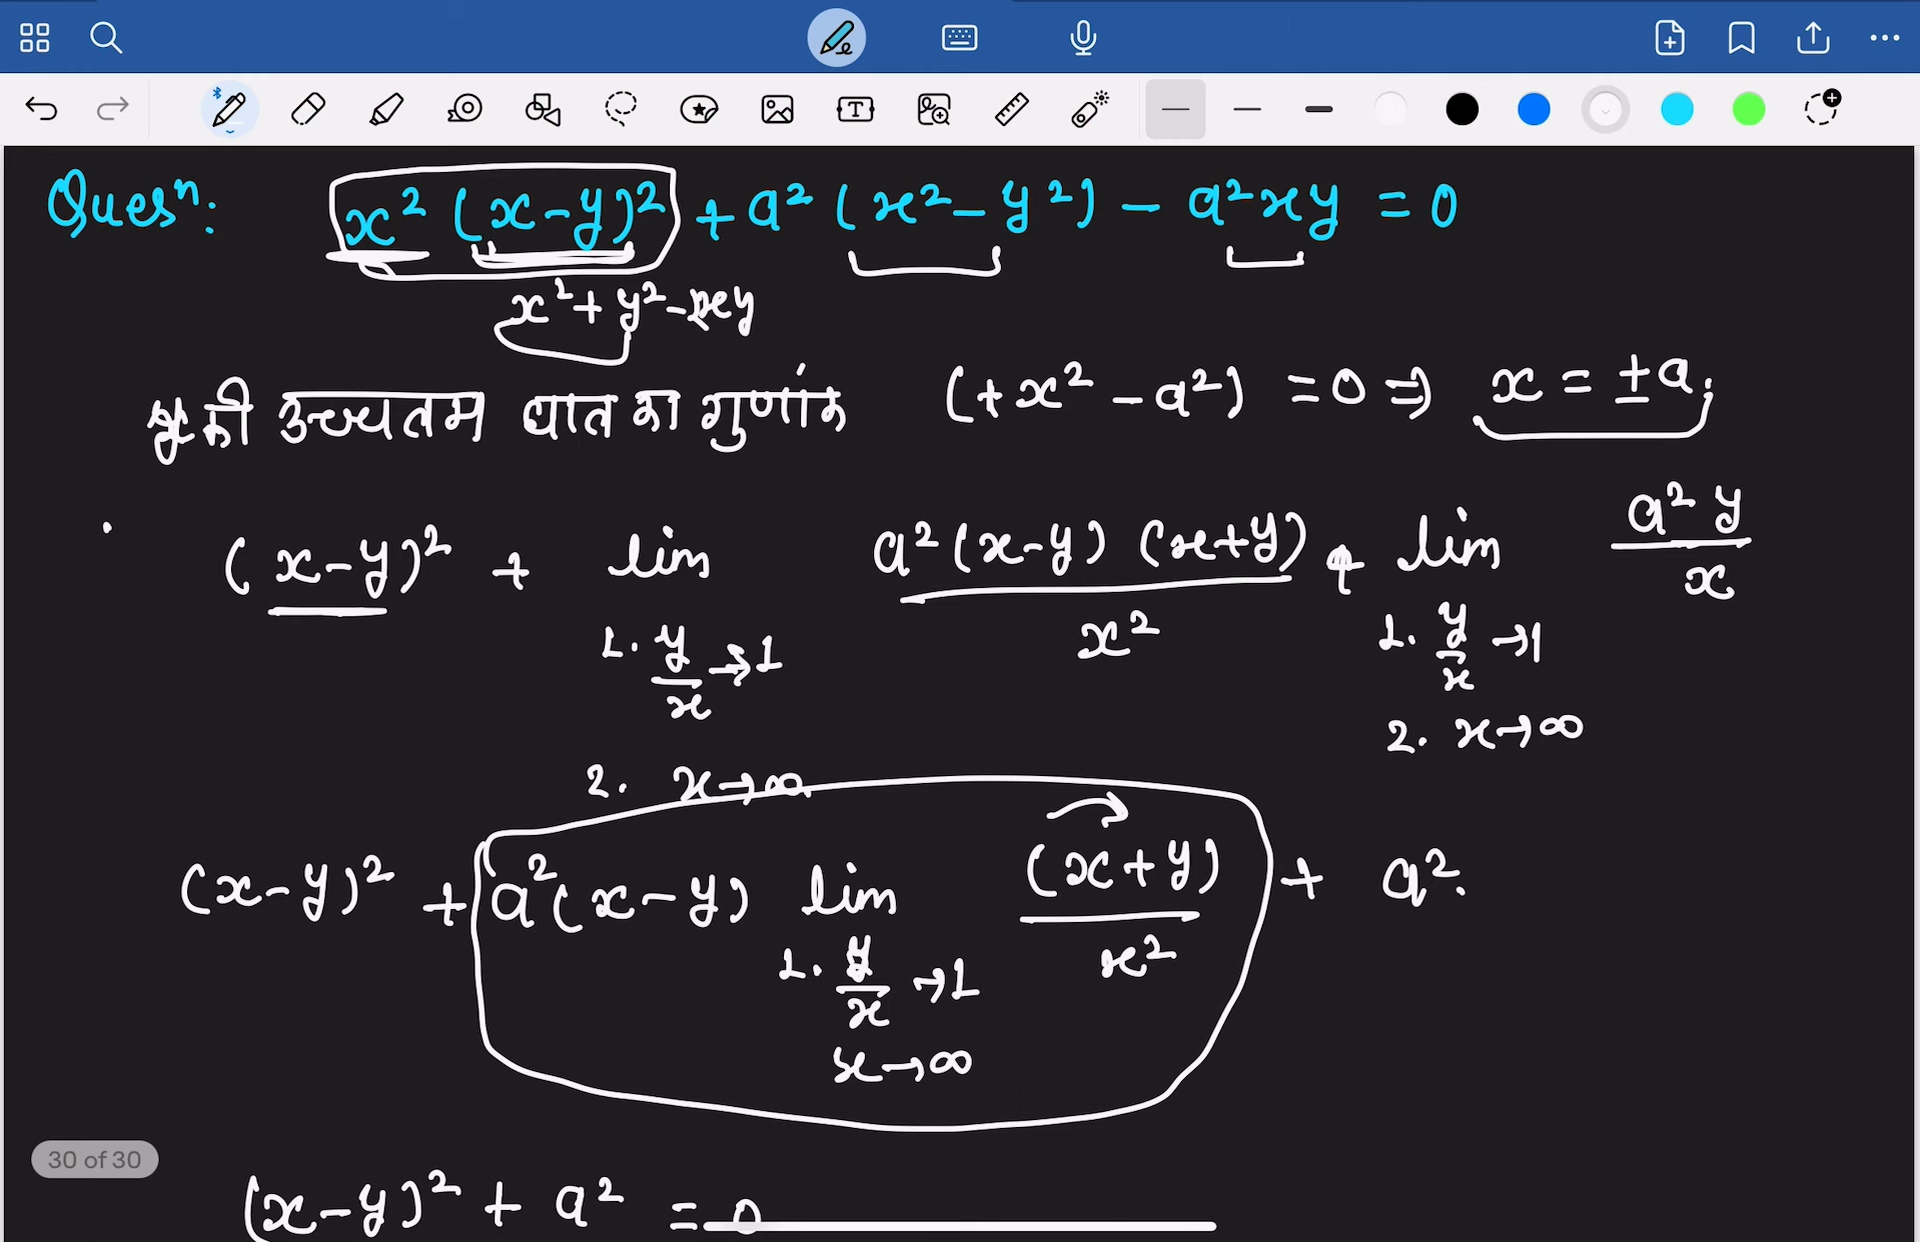 Quesⁿ: x² (x-y)² + a² (x² - y²) - a²xy = 0
x² + y² - 2xy
y की उच्चतम घात का गुणांक (+x² - a²) = 0 ⇒ x = ±a,
(x-y)² + lim a² (x-y) (x+y) / x² + lim a² y / x
1. y/x → 1 1. y/x → 1
2. x → ∞ 2. x → ∞
(x-y)² + a² (x-y) lim (x+y) / x² + a².
1. y/x → 1
x → ∞
30 of 30
(x-y)² + a² = 0